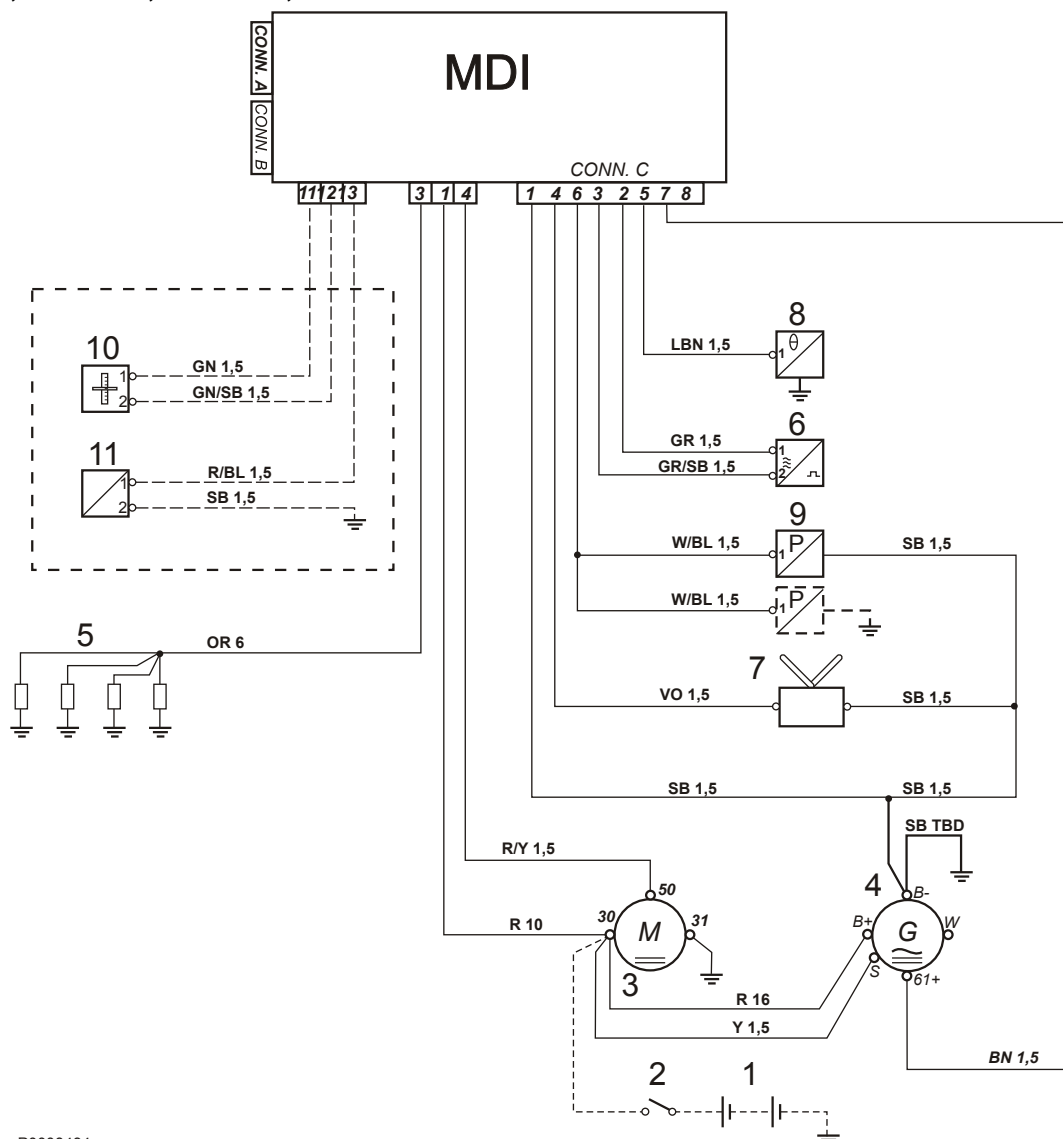 MDI
CONN. A
CONN. B
CONN. C
11 12 13
3 1 4
1 4 6 3 2 5 7 8
8
LBN 1,5
1
θ
10
GN 1,5
1
GN/SB 1,5
2
6
GR 1,5
1
GR/SB 1,5
2
11
R/BL 1,5
1
SB 1,5
2
9
W/BL 1,5
1
P
SB 1,5
W/BL 1,5
1
P
5
OR 6
7
VO 1,5
SB 1,5
SB 1,5
SB 1,5
SB TBD
R/Y 1,5
4
B-
50
30
31
R 10
M
B+
G
W
3
S
61+
R 16
Y 1,5
BN 1,5
2
1